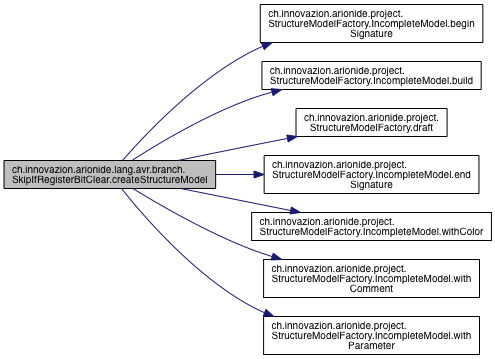 ch.innovazion.arionide.lang.avr.branch.
SkipIfRegisterBitClear.createStructureModel
ch.innovazion.arionide.project.
StructureModelFactory.IncompleteModel.begin
Signature
ch.innovazion.arionide.project.
StructureModelFactory.IncompleteModel.build
ch.innovazion.arionide.project.
StructureModelFactory.draft
ch.innovazion.arionide.project.
StructureModelFactory.IncompleteModel.end
Signature
ch.innovazion.arionide.project.
StructureModelFactory.IncompleteModel.withColor
ch.innovazion.arionide.project.
StructureModelFactory.IncompleteModel.with
Comment
ch.innovazion.arionide.project.
StructureModelFactory.IncompleteModel.with
Parameter